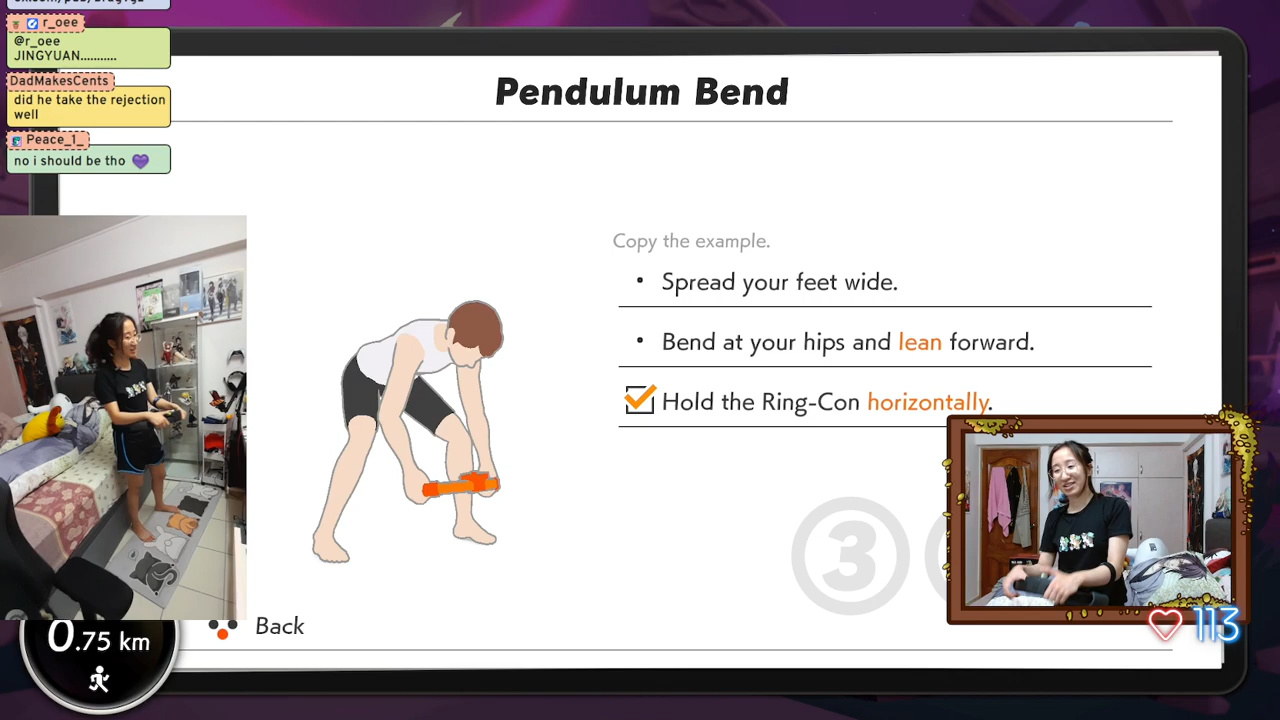 r_oee
@r_oee
JINGYUAN...........
DadMakesCents
did he take the rejection
well
Peace_1_
no i should be tho 💜
Pendulum Bend
Copy the example.
• Spread your feet wide.
• Bend at your hips and lean forward.
Hold the Ring-Con horizontally.
3
113
Back
0.75 km